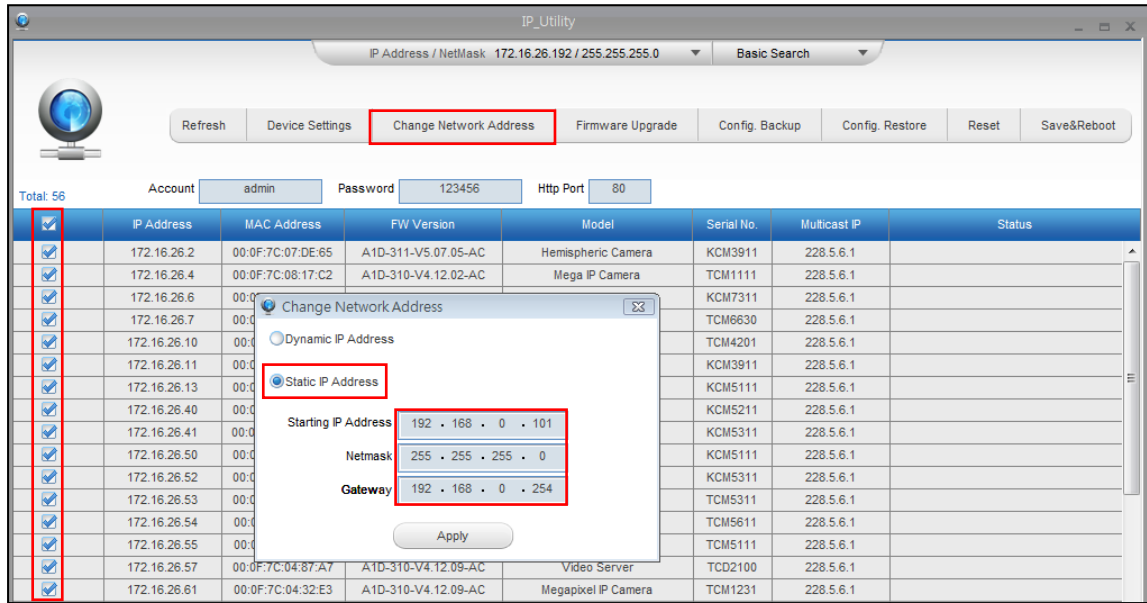 IP_Utility
IP Address / NetMask 172.16.26.192 / 255.255.255.0 Basic Search
Refresh Device Settings Change Network Address Firmware Upgrade Config. Backup Config. Restore Reset Save&Reboot
Total: 56 Account admin Password 123456 Http Port 80
IP Address MAC Address FW Version Model Serial No. Multicast IP Status
172.16.26.2 00:0F:7C:07:DE:65 A1D-311-V5.07.05-AC Hemispheric Camera KCM3911 228.5.6.1
172.16.26.4 00:0F:7C:08:17:C2 A1D-310-V4.12.02-AC Mega IP Camera TCM1111 228.5.6.1
172.16.26.6 KCM7311 228.5.6.1
172.16.26.7 TCM6630 228.5.6.1
172.16.26.10 TCM4201 228.5.6.1
172.16.26.11 KCM3911 228.5.6.1
172.16.26.13 KCM5111 228.5.6.1
172.16.26.40 KCM5211 228.5.6.1
172.16.26.41 KCM5311 228.5.6.1
172.16.26.50 KCM5111 228.5.6.1
172.16.26.52 KCM5311 228.5.6.1
172.16.26.53 TCM5311 228.5.6.1
172.16.26.54 TCM5611 228.5.6.1
172.16.26.55 TCM5111 228.5.6.1
172.16.26.57 00:0F:7C:04:87:A7 A1D-310-V4.12.09-AC Video Server TCD2100 228.5.6.1
172.16.26.61 00:0F:7C:04:32:E3 A1D-310-V4.12.09-AC Megapixel IP Camera TCM1231 228.5.6.1
Change Network Address
Dynamic IP Address
Static IP Address
Starting IP Address 192 . 168 . 0 . 101
Netmask 255 . 255 . 255 . 0
Gateway 192 . 168 . 0 . 254
Apply